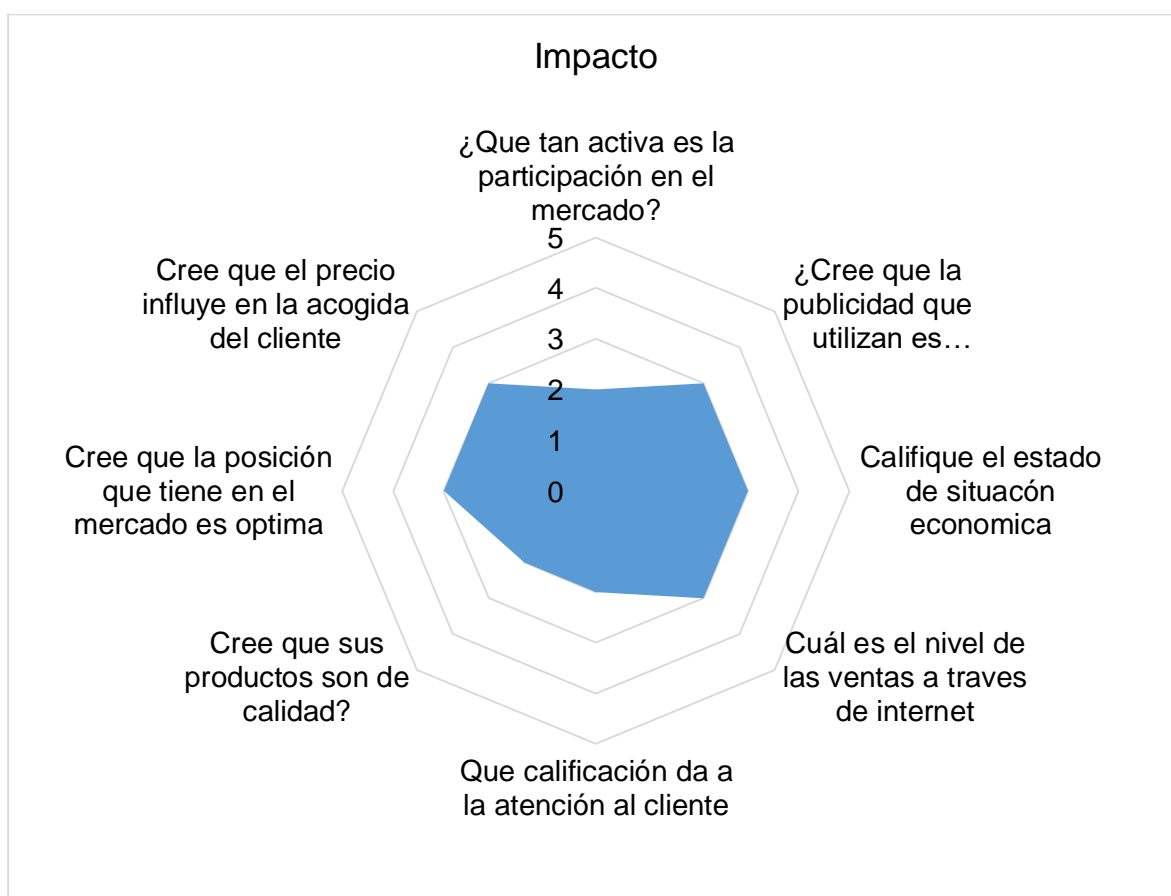 Impacto
¿Que tan activa es la
participación en el
mercado?
5
4
3
2
1
0
¿Cree que la
publicidad que
utilizan es…
Califique el estado
de situacón
economica
Cuál es el nivel de
las ventas a traves
de internet
Que calificación da a
la atención al cliente
Cree que sus
productos son de
calidad?
Cree que la posición
que tiene en el
mercado es optima
Cree que el precio
influye en la acogida
del cliente